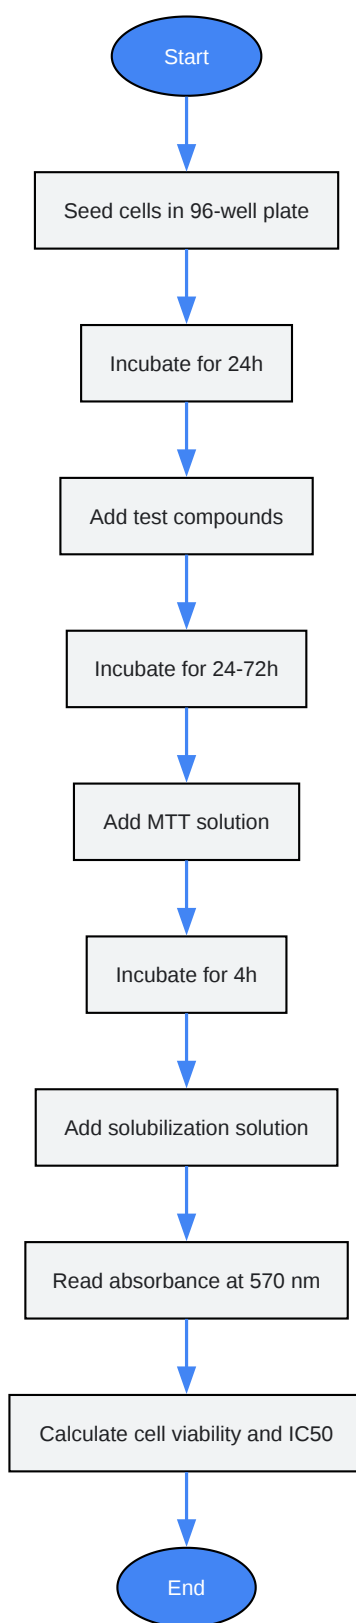 Start
Seed cells in 96-well plate
Incubate for 24h
Add test compounds
Incubate for 24-72h
Add MTT solution
Incubate for 4h
Add solubilization solution
Read absorbance at 570 nm
Calculate cell viability and IC50
End